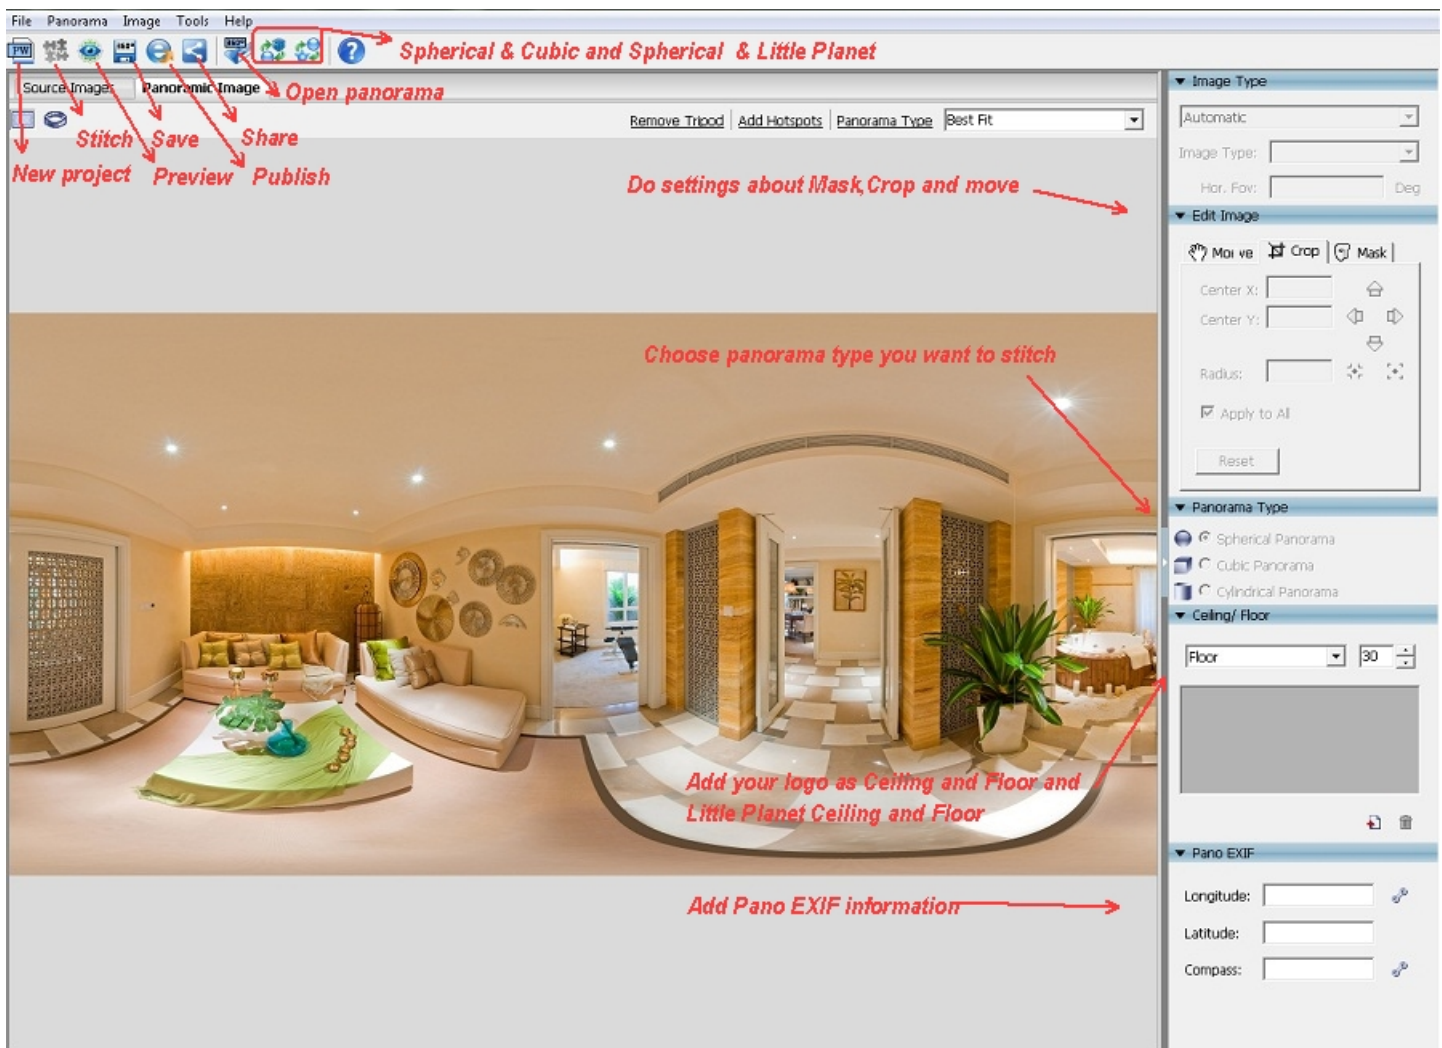 File Panorama Image Tools Help
PW
360°
360°
Spherical & Cubic and Spherical & Little Planet
Source Images Panoramic Image
Open panorama
Remove Tripod Add Hotspots Panorama Type Best Fit
Stitch Save Share
New project Preview Publish
Do settings about Mask,Crop and move
Choose panorama type you want to stitch
Add your logo as Ceiling and Floor and
Little Planet Ceiling and Floor
Add Pano EXIF information
Image Type
Automatic
Image Type:
Hor. Fov: Deg
Edit Image
Move Crop Mask
Center X:
Center Y:
Radius:
Apply to All
Reset
Panorama Type
Spherical Panorama
Cubic Panorama
Cylindrical Panorama
Ceiling/ Floor
Floor 30
Pano EXIF
Longitude:
Latitude:
Compass: